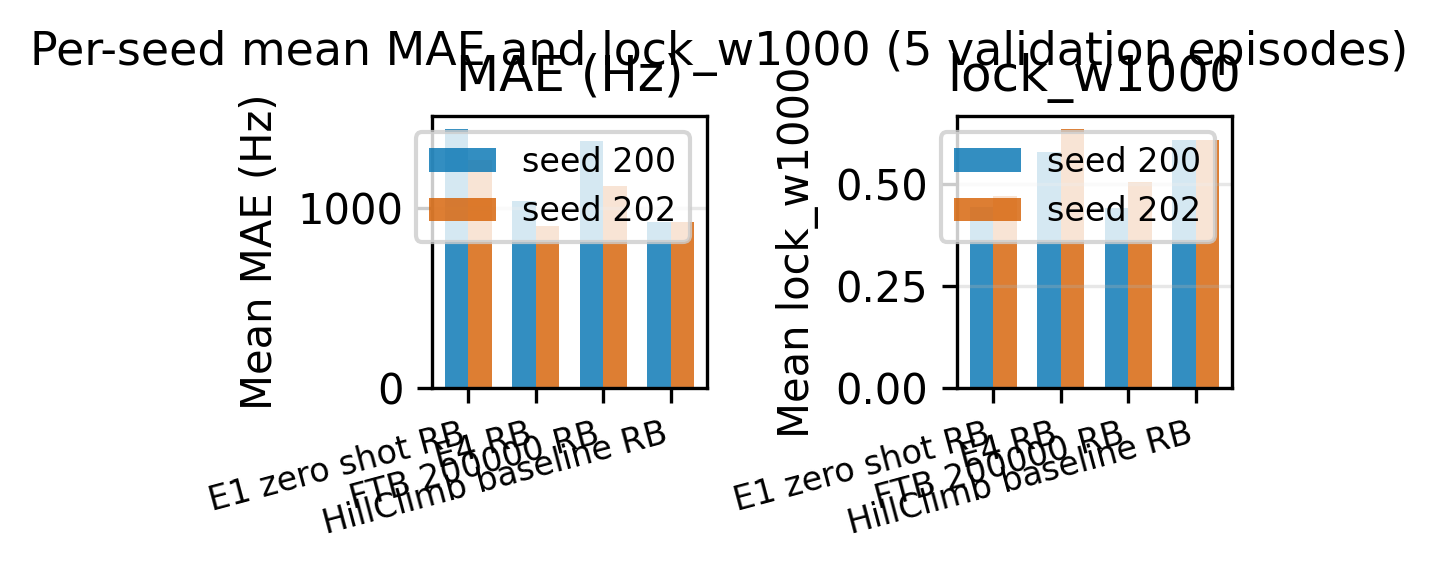 Per-seed mean MAE and lock_w1000 (5 validation episodes)
MAE (Hz)
Mean MAE (Hz)
1000
0
seed 200
seed 202
E1 zero shot RB
E4 RB
FTB 200000 RB
HillClimb baseline RB
lock_w1000
Mean lock_w1000
0.50
0.25
0.00
seed 200
seed 202
E1 zero shot RB
E4 RB
FTB 200000 RB
HillClimb baseline RB